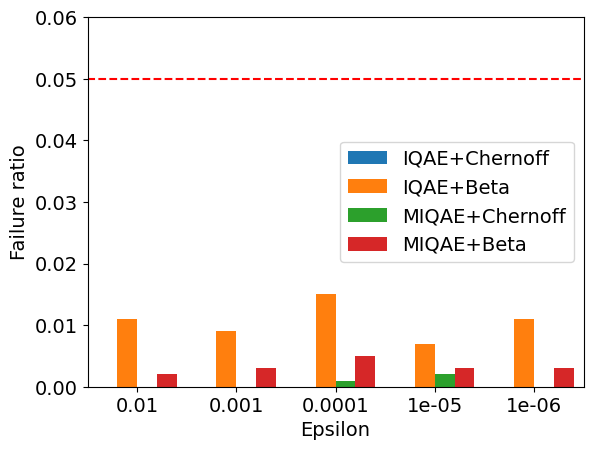 0.06
0.05
0.04
0.03
0.02
0.01
0.00
Failure ratio
IQAE+Chernoff
IQAE+Beta
MIQAE+Chernoff
MIQAE+Beta
0.01 0.001 0.0001 1e-05 1e-06
Epsilon